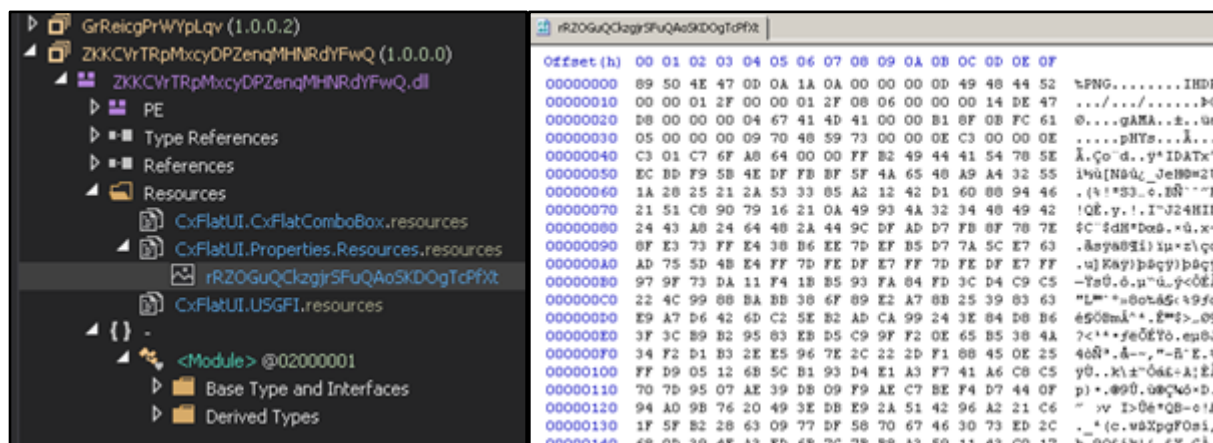 GrReicgPrWYpLqv (1.0.0.2)
ZKKCVrTRpMxcyDPZenqMHNRdYFwQ (1.0.0.0)
ZKKCVrTRpMxcyDPZenqMHNRdYFwQ.dll
PE
Type References
References
Resources
CxFlatUI.CxFlatComboBox.resources
CxFlatUI.Properties.Resources.resources
rRZOGuQCkzgjrSFuQAoSKDOgTcPfXt
CxFlatUI.USGFI.resources
{ } -
<Module> @02000001
Base Type and Interfaces
Derived Types
rRZOGuQCkzgjrSFuQAoSKDOgTcPfXt
Offset(h) 00 01 02 03 04 05 06 07 08 09 0A 0B 0C 0D 0E 0F
00000000 89 50 4E 47 0D 0A 1A 0A 00 00 00 0D 49 48 44 52 ‰PNG........IHD
00000010 00 00 01 2F 00 00 01 2F 08 06 00 00 00 14 DE 47 .../.../......
00000020 D8 00 00 00 04 67 41 4D 41 00 00 B1 8F 0B FC 61 Ø....gAMA..±..
00000030 05 00 00 00 09 70 48 59 73 00 00 0E C3 00 00 0E .....pHYs...Ã...
00000040 C3 01 C7 6F A8 64 00 00 FF B2 49 44 41 54 78 5E Ã.Ço¨d..ÿ²IDATx
00000050 EC BD F9 5B 4E DF FB BF 5F 4A 65 48 A9 A4 32 55
00000060 1A 28 25 21 2A 53 33 85 A2 12 42 D1 60 88 94 46
00000070 21 51 C8 90 79 16 21 0A 49 93 4A 32 34 48 49 42
00000080 24 43 A8 24 64 48 2A 44 9C DF AD D7 FB 8F 78 7E
00000090 8F E3 73 FF E4 38 B6 EE 7D EF B5 D7 7A 5C E7 63
000000A0 AD 75 5D 4B E4 FF 7D FE DF E7 FF 7D FE DF E7 FF
000000B0 97 9F 73 DA 11 F4 1B B5 93 FA 84 FD 3C D4 C9 C5
000000C0 22 4C 99 88 BA BB 38 6F 89 E2 A7 8B 25 39 83 63
000000D0 E9 A7 D6 42 6D C2 5E B2 AD CA 99 24 3E 84 D8 B6
000000E0 3F 3C B9 B2 95 83 EB D5 C9 9F F2 0E 65 B5 38 4A
000000F0 34 F2 D1 B3 2E E5 96 7E 2C 22 2D F1 88 45 0E 25
00000100 FF D9 05 12 6B 5C B1 93 D4 E1 A3 F7 41 A6 C8 C5
00000110 70 7D 95 07 AE 39 DB 09 F9 AE C7 BE F4 D7 44 0F
00000120 94 A0 9B 76 20 49 3E DB E9 2A 51 42 96 A2 21 C6
00000130 1F 5F B2 28 63 09 77 DF 58 70 67 46 30 73 ED 2C